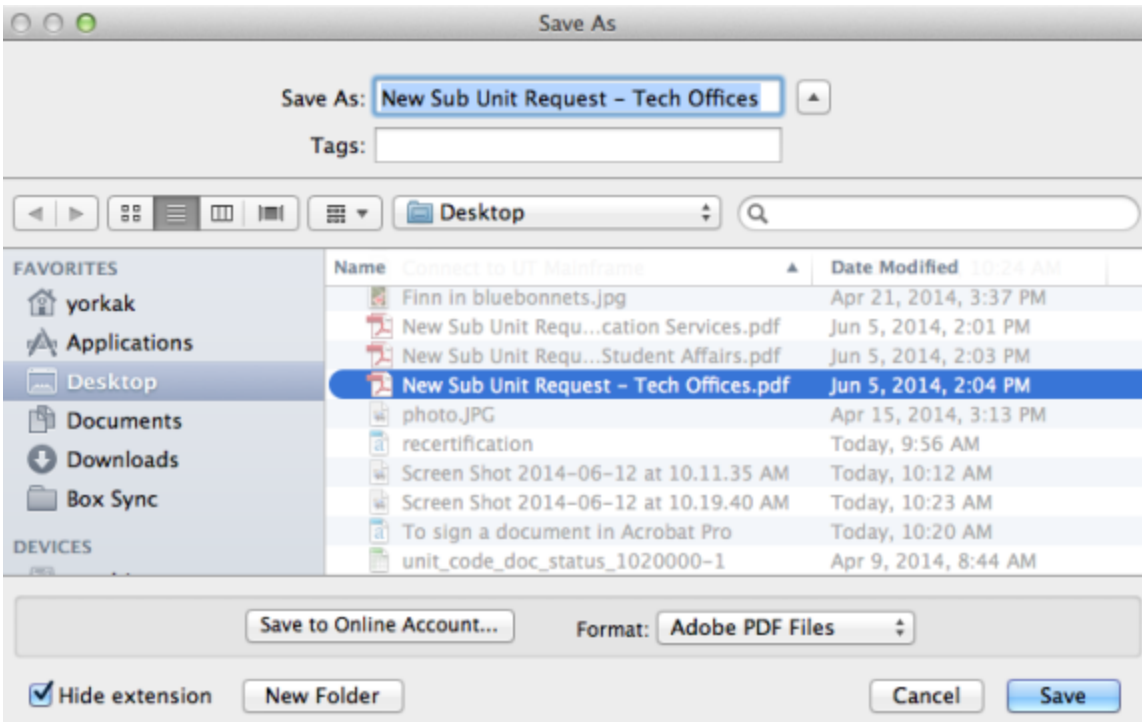 Save As
Save As: New Sub Unit Request – Tech Offices
Tags:
Desktop
FAVORITES
yorkak
Applications
Desktop
Documents
Downloads
Box Sync
DEVICES
Name Date Modified
Connect to UT Mainframe , 10:24 AM
Finn in bluebonnets.jpg Apr 21, 2014, 3:37 PM
New Sub Unit Requ...cation Services.pdf Jun 5, 2014, 2:01 PM
New Sub Unit Requ...Student Affairs.pdf Jun 5, 2014, 2:03 PM
New Sub Unit Request – Tech Offices.pdf Jun 5, 2014, 2:04 PM
photo.JPG Apr 15, 2014, 3:13 PM
recertification Today, 9:56 AM
Screen Shot 2014-06-12 at 10.11.35 AM Today, 10:12 AM
Screen Shot 2014-06-12 at 10.19.40 AM Today, 10:23 AM
To sign a document in Acrobat Pro Today, 10:20 AM
unit_code_doc_status_1020000-1 Apr 9, 2014, 8:44 AM
Save to Online Account... Format: Adobe PDF Files
Hide extension New Folder Cancel Save